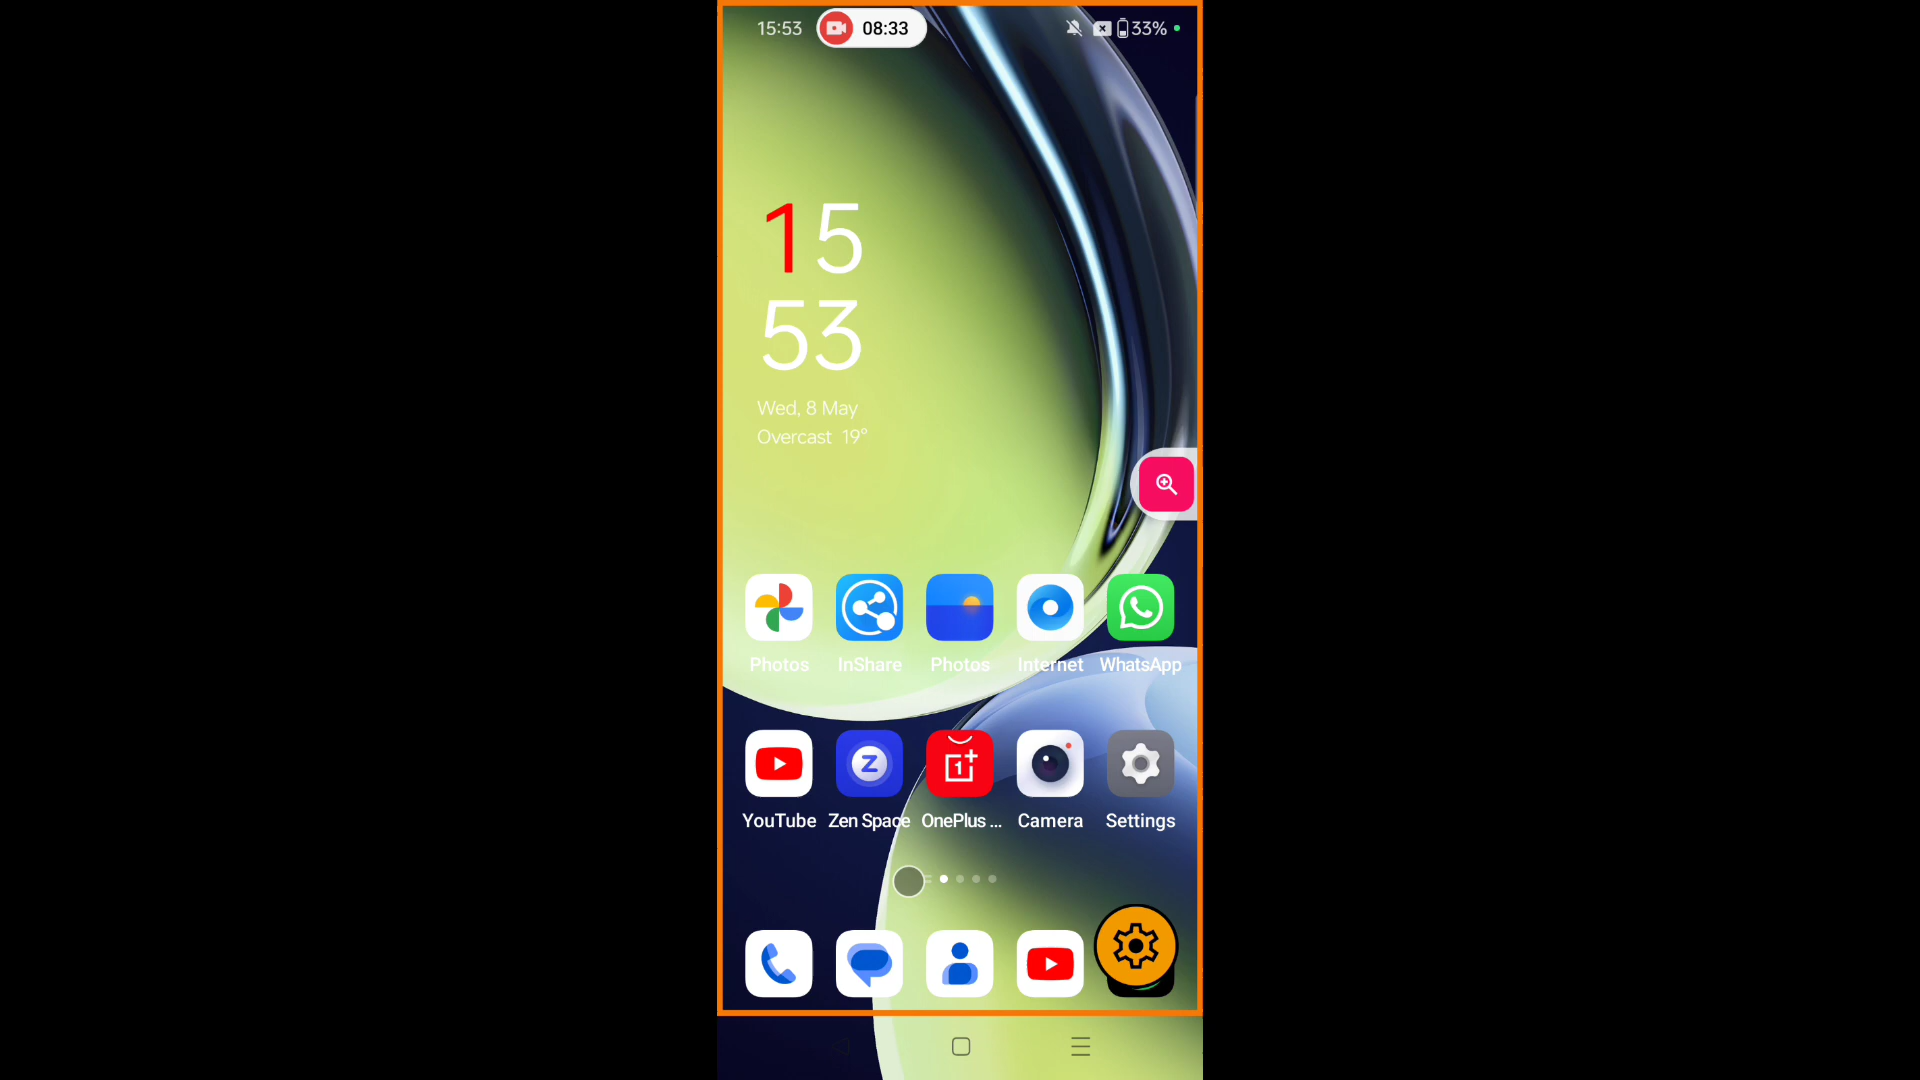 15:53 08:33 33%
15
53
Wed, 8 May
Overcast 19°
Photos InShare Photos Internet WhatsApp
YouTube Zen Space OnePlus ... Camera Settings